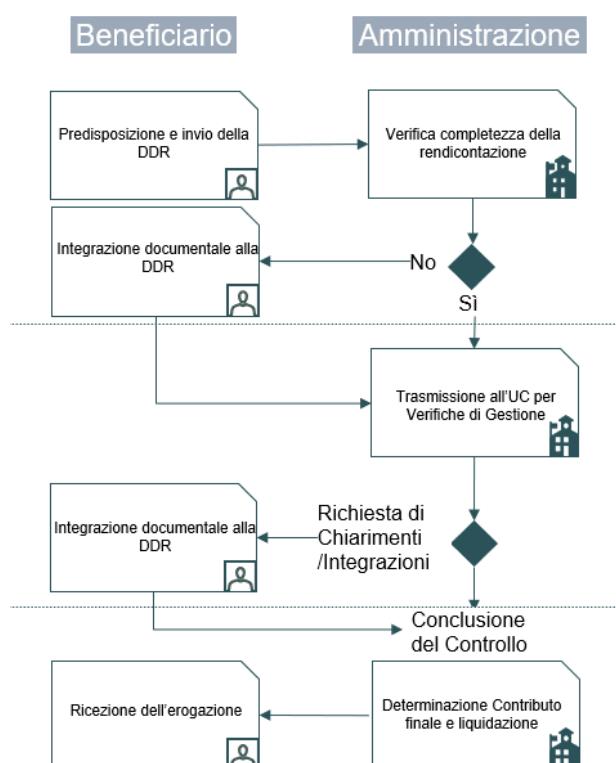 Beneficiario
Amministrazione
Predisposizione e invio della
DDR
Verifica completezza della
rendicontazione
Integrazione documentale alla
DDR
No
Sì
Trasmissione all'UC per
Verifiche di Gestione
Integrazione documentale alla
DDR
Richiesta di
Chiarimenti
/Integrazioni
Conclusione
del Controllo
Ricezione dell'erogazione
Determinazione Contributo
finale e liquidazione